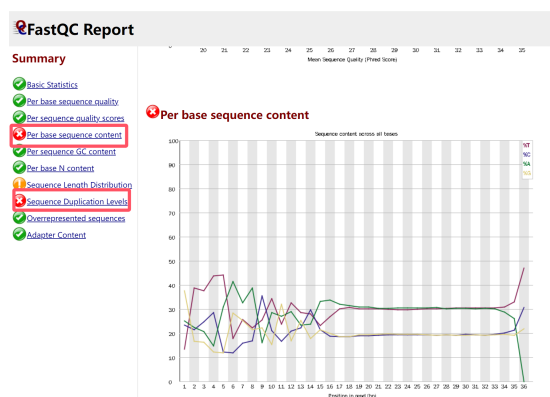 FastQC Report
Summary
Basic Statistics
Per base sequence quality
Per sequence quality scores
Per base sequence content
Per sequence GC content
Per base N content
Sequence Length Distribution
Sequence Duplication Levels
Overrepresented sequences
Adapter Content
0
20 21 22 23 24 25 26 27 28 29 30 31 32 33 34 35
Mean Sequence Quality (Phred Score)
Per base sequence content
Sequence content across all bases
%T
%C
%A
%G
100
90
80
70
60
50
40
30
20
10
0
1 2 3 4 5 6 7 8 9 10 11 12 13 14 15 16 17 18 19 20 21 22 23 24 25 26 27 28 29 30 31 32 33 34 35 36
Position in read (bp)